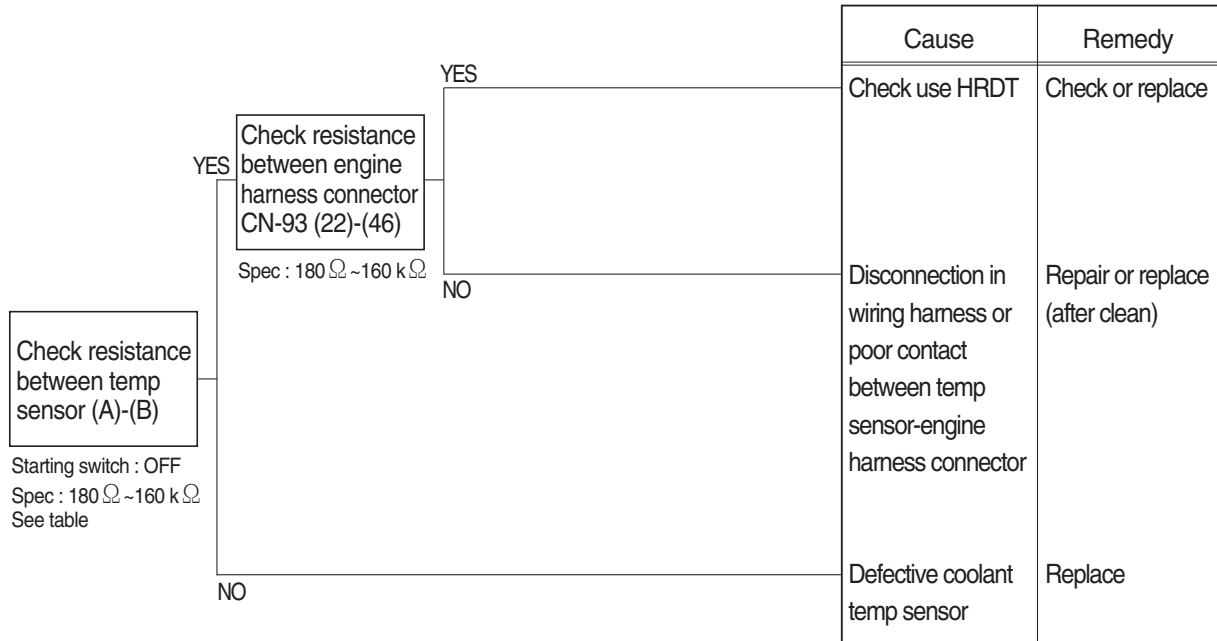 Cause
Remedy
YES
Check use HRDT
Check or replace
Check resistance
between engine
harness connector
CN-93 (22)-(46)
YES
Spec : 180 Ω ~160 k Ω
NO
Disconnection in
wiring harness or
poor contact
between temp
sensor-engine
harness connector
Repair or replace
(after clean)
Check resistance
between temp
sensor (A)-(B)
Starting switch : OFF
Spec : 180 Ω ~160 k Ω
See table
NO
Defective coolant
temp sensor
Replace